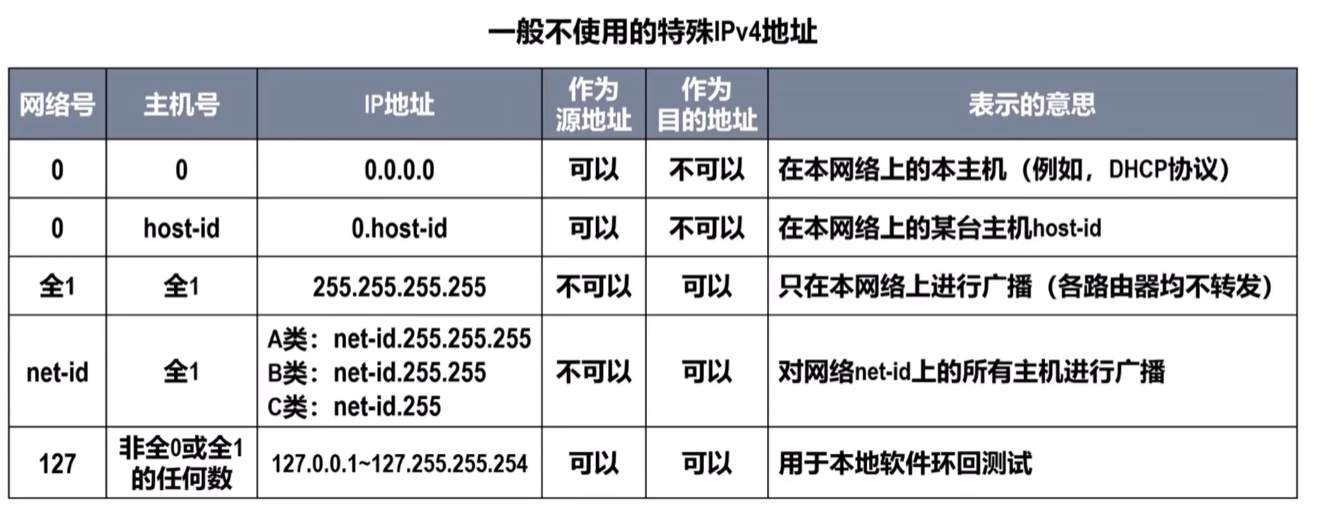 一般不使用的特殊IPv4地址
网络号 主机号 IP地址 作为源地址 作为目的地址 表示的意思
0 0 0.0.0.0 可以 不可以 在本网络上的本主机（例如，DHCP协议）
0 host-id 0.host-id 可以 不可以 在本网络上的某台主机host-id
全1 全1 255.255.255.255 不可以 可以 只在本网络上进行广播（各路由器均不转发）
net-id 全1 A类：net-id.255.255.255
B类：net-id.255.255
C类：net-id.255
不可以 可以 对网络net-id上的所有主机进行广播
127 非全0或全1的任何数 127.0.0.1~127.255.255.254 可以 可以 用于本地软件环回测试